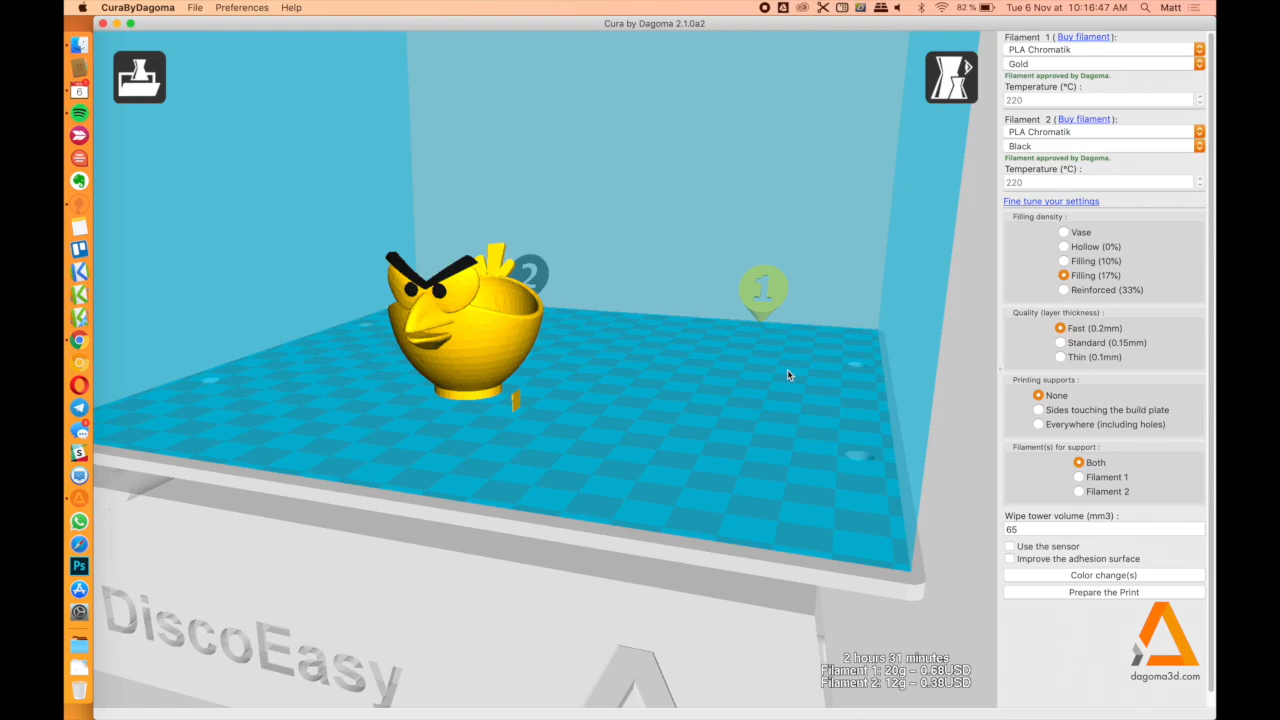 CuraByDagoma File Preferences Help
82 % Tue 6 Nov at 10:16:47 AM Matt
Cura by Dagoma 2.1.0a2
Filament 1 ( Buy filament ):
PLA Chromatik
Gold
Filament approved by Dagoma.
Temperature (°C) :
220
Filament 2 ( Buy filament ):
PLA Chromatik
Black
Filament approved by Dagoma.
Temperature (°C) :
220
Fine tune your settings
Filling density :
Vase
Hollow (0%)
Filling (10%)
Filling (17%)
Reinforced (33%)
Quality (layer thickness) :
Fast (0.2mm)
Standard (0.15mm)
Thin (0.1mm)
Printing supports :
None
Sides touching the build plate
Everywhere (including holes)
Filament(s) for support :
Both
Filament 1
Filament 2
Wipe tower volume (mm3) :
65
Use the sensor
Improve the adhesion surface
Color change(s)
Prepare the Print
dagoma3d.com
2
1
6
Ps
S
DiscoEasy
2 hours 31 minutes
Filament 1: 20g - 0.68USD
Filament 2: 12g - 0.38USD